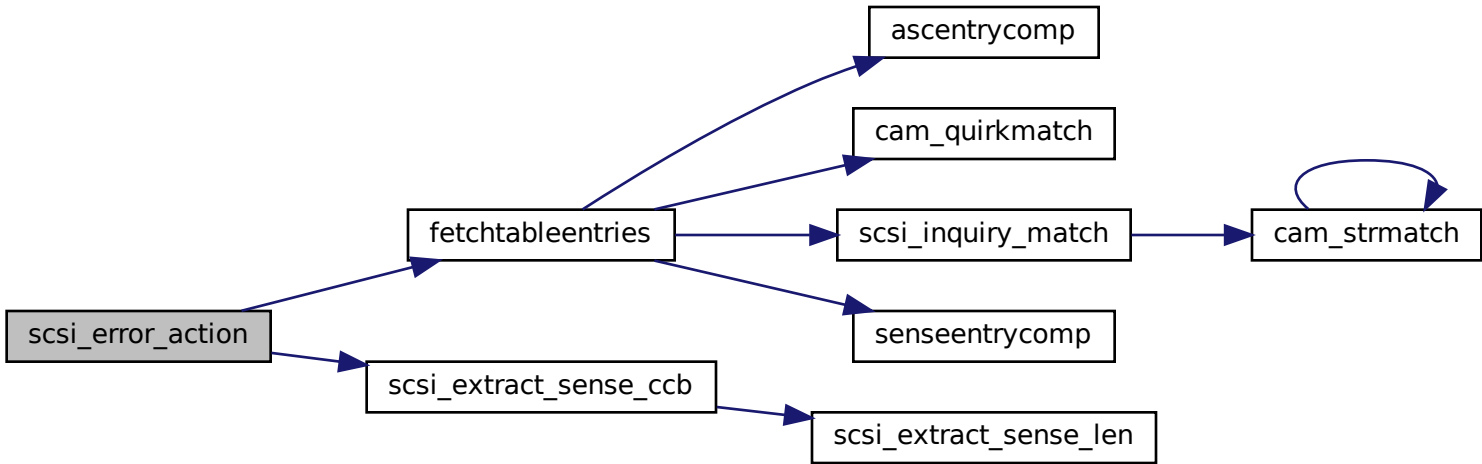 ascentrycomp
cam_quirkmatch
fetchtableentries
scsi_inquiry_match
cam_strmatch
scsi_error_action
senseentrycomp
scsi_extract_sense_ccb
scsi_extract_sense_len